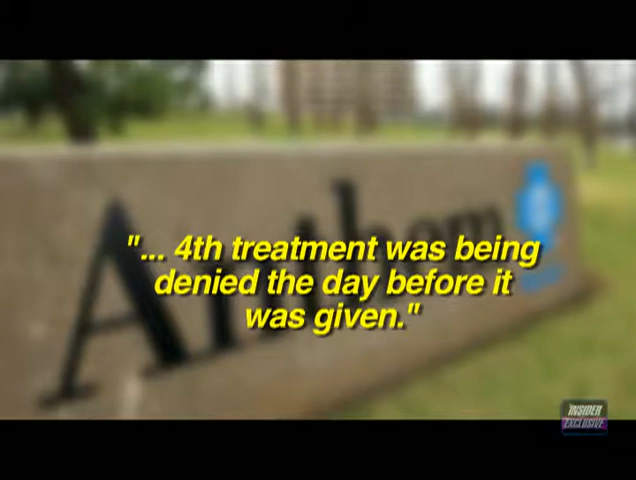 Anthem
"... 4th treatment was being
denied the day before it
was given."
INSIDER
EXCLUSIVE